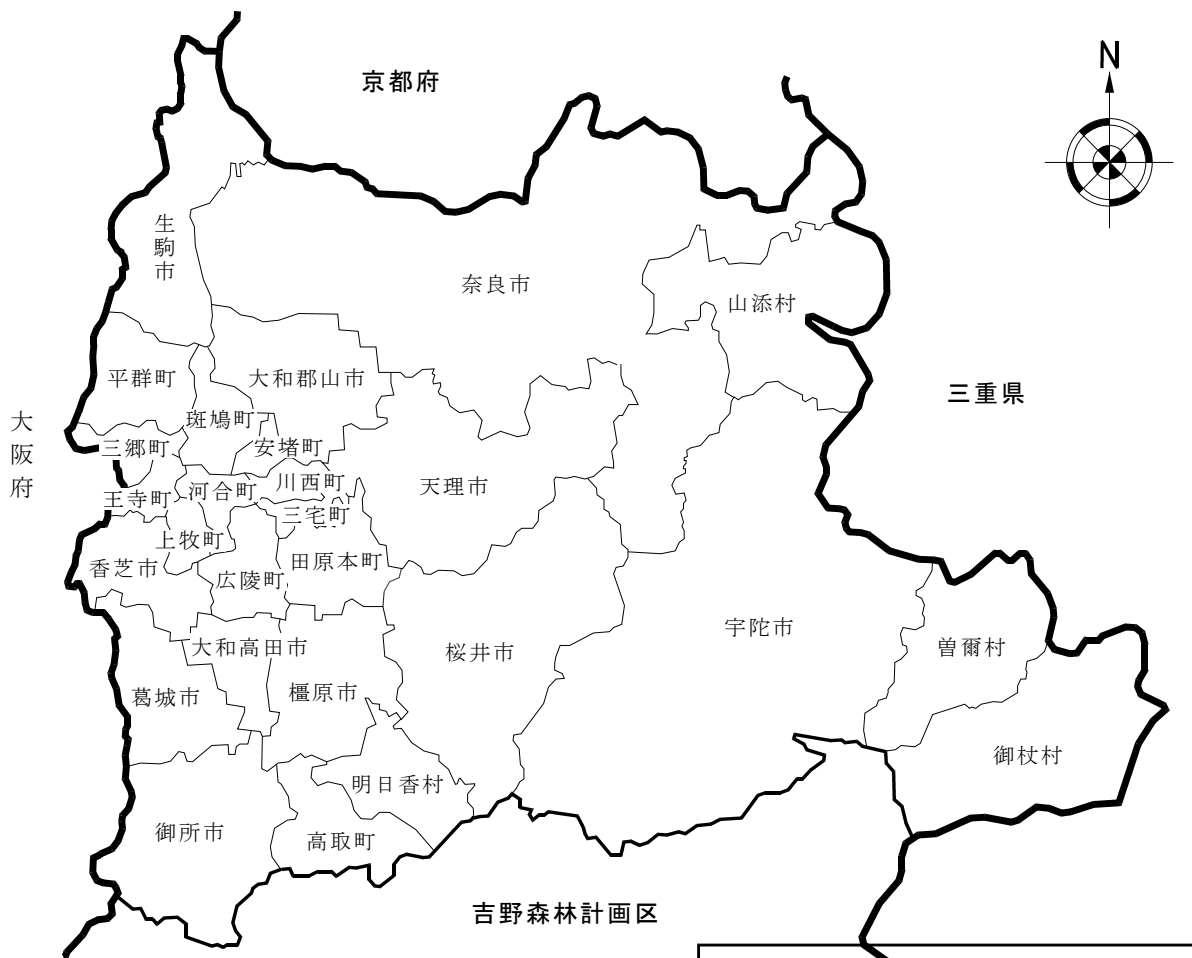 N
京都府
生駒市
奈良市
山添村
平群町
大和郡山市
三重県
大阪府
斑鳩町
三郷町
安堵町
川西町
天理市
河合町
王寺町
三宅町
上牧町
田原本町
香芝市
広陵町
宇陀市
大和高田市
桜井市
曽爾村
橿原市
葛城市
御杖村
明日香村
御所市
高取町
吉野森林計画区